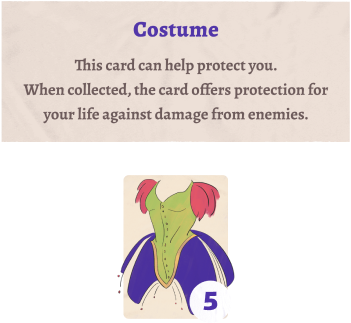 Costume
This card can help protect you.
When collected, the card offers protection for
your life against damage from enemies.
5